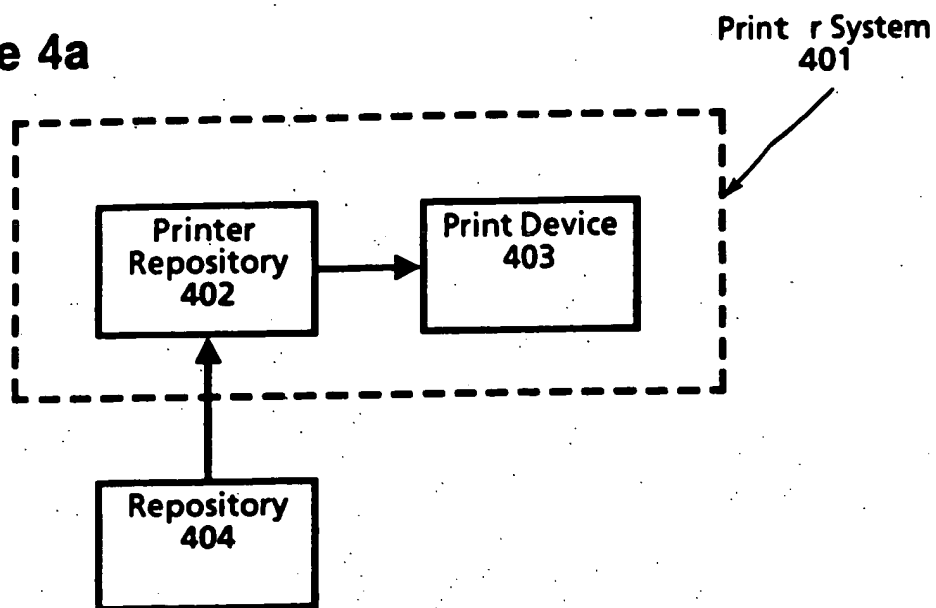 e 4a
Print r System
401
Printer
Repository
402
Print Device
403
Repository
404